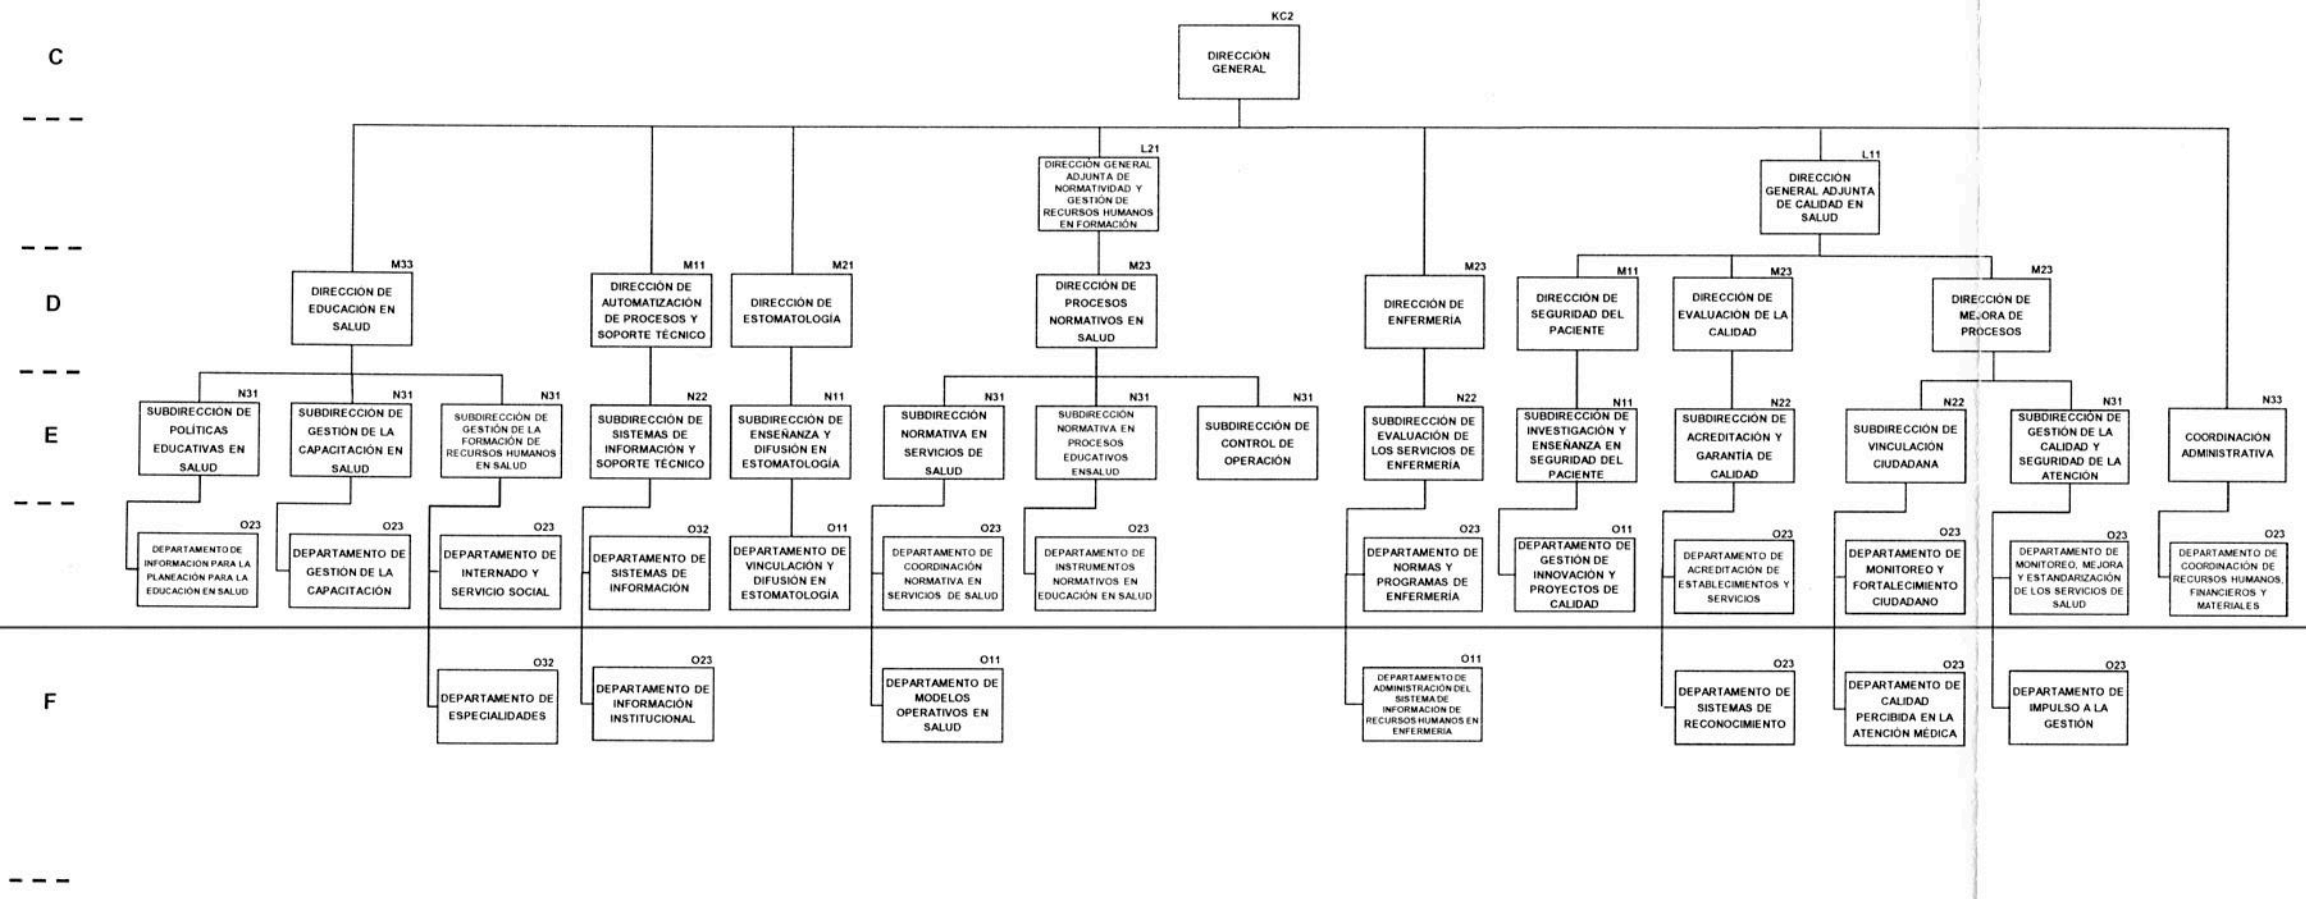 KC2
C
DIRECCIÓN
GENERAL
L21
DIRECCIÓN GENERAL
ADJUNTA DE
NORMATIVIDAD Y
GESTIÓN DE
RECURSOS HUMANOS
EN FORMACIÓN
L11
DIRECCIÓN
GENERAL ADJUNTA
DE CALIDAD EN
SALUD
D
M33
DIRECCIÓN DE
EDUCACIÓN EN
SALUD
M11
DIRECCIÓN DE
AUTOMATIZACIÓN
DE PROCESOS Y
SOPORTE TÉCNICO
M21
DIRECCIÓN DE
ESTOMATOLOGÍA
M23
DIRECCIÓN DE
PROCESOS
NORMATIVOS EN
SALUD
M23
DIRECCIÓN DE
ENFERMERÍA
M11
DIRECCIÓN DE
SEGURIDAD DEL
PACIENTE
M23
DIRECCIÓN DE
EVALUACIÓN DE LA
CALIDAD
M23
DIRECCIÓN DE
MEJORA DE
PROCESOS
E
N31
SUBDIRECCIÓN DE
POLÍTICAS
EDUCATIVAS EN
SALUD
N31
SUBDIRECCIÓN DE
GESTIÓN DE LA
CAPACITACIÓN EN
SALUD
N31
SUBDIRECCIÓN DE
GESTIÓN DE LA
FORMACIÓN DE
RECURSOS HUMANOS
EN SALUD
N22
SUBDIRECCIÓN DE
SISTEMAS DE
INFORMACIÓN Y
SOPORTE TÉCNICO
N11
SUBDIRECCIÓN DE
ENSEÑANZA Y
DIFUSIÓN EN
ESTOMATOLOGÍA
N31
SUBDIRECCIÓN
NORMATIVA EN
SERVICIOS DE
SALUD
N31
SUBDIRECCIÓN
NORMATIVA EN
PROCESOS
EDUCATIVOS
ENSALUD
N31
SUBDIRECCIÓN DE
CONTROL DE
OPERACIÓN
N22
SUBDIRECCIÓN DE
EVALUACIÓN DE
LOS SERVICIOS DE
ENFERMERÍA
N11
SUBDIRECCIÓN DE
INVESTIGACIÓN Y
ENSEÑANZA EN
SEGURIDAD DEL
PACIENTE
N22
SUBDIRECCIÓN DE
ACREDITACIÓN Y
GARANTÍA DE
CALIDAD
N22
SUBDIRECCIÓN DE
VINCULACIÓN
CIUDADANA
N31
SUBDIRECCIÓN DE
GESTIÓN DE LA
CALIDAD Y
SEGURIDAD DE LA
ATENCIÓN
N33
COORDINACIÓN
ADMINISTRATIVA
O23
DEPARTAMENTO DE
INFORMACIÓN PARA LA
PLANEACIÓN PARA LA
EDUCACIÓN EN SALUD
O23
DEPARTAMENTO DE
GESTIÓN DE LA
CAPACITACIÓN
O23
DEPARTAMENTO DE
INTERNADO Y
SERVICIO SOCIAL
O32
DEPARTAMENTO DE
SISTEMAS DE
INFORMACIÓN
O11
DEPARTAMENTO DE
VINCULACIÓN Y
DIFUSIÓN EN
ESTOMATOLOGÍA
O23
DEPARTAMENTO DE
COORDINACIÓN
NORMATIVA EN
SERVICIOS DE SALUD
O23
DEPARTAMENTO DE
INSTRUMENTOS
NORMATIVOS EN
EDUCACIÓN EN SALUD
O23
DEPARTAMENTO DE
NORMAS Y
PROGRAMAS DE
ENFERMERÍA
O11
DEPARTAMENTO DE
GESTIÓN DE
INNOVACIÓN Y
PROYECTOS DE
CALIDAD
O23
DEPARTAMENTO DE
ACREDITACIÓN DE
ESTABLECIMIENTOS Y
SERVICIOS
O23
DEPARTAMENTO DE
MONITOREO Y
FORTALECIMIENTO
CIUDADANO
O23
DEPARTAMENTO DE
MONITOREO, MEJORA
Y ESTANDARIZACIÓN
DE LOS SERVICIOS DE
SALUD
O23
DEPARTAMENTO DE
COORDINACIÓN DE
RECURSOS HUMANOS,
FINANCIEROS Y
MATERIALES
F
O32
DEPARTAMENTO DE
ESPECIALIDADES
O23
DEPARTAMENTO DE
INFORMACIÓN
INSTITUCIONAL
O11
DEPARTAMENTO DE
MODELOS
OPERATIVOS EN
SALUD
O11
DEPARTAMENTO DE
ADMINISTRACIÓN DEL
SISTEMA DE
INFORMACIÓN DE
RECURSOS HUMANOS EN
ENFERMERIA
O23
DEPARTAMENTO DE
SISTEMAS DE
RECONOCIMIENTO
O23
DEPARTAMENTO DE
CALIDAD
PERCIBIDA EN LA
ATENCIÓN MÉDICA
O23
DEPARTAMENTO DE
IMPULSO A LA
GESTIÓN